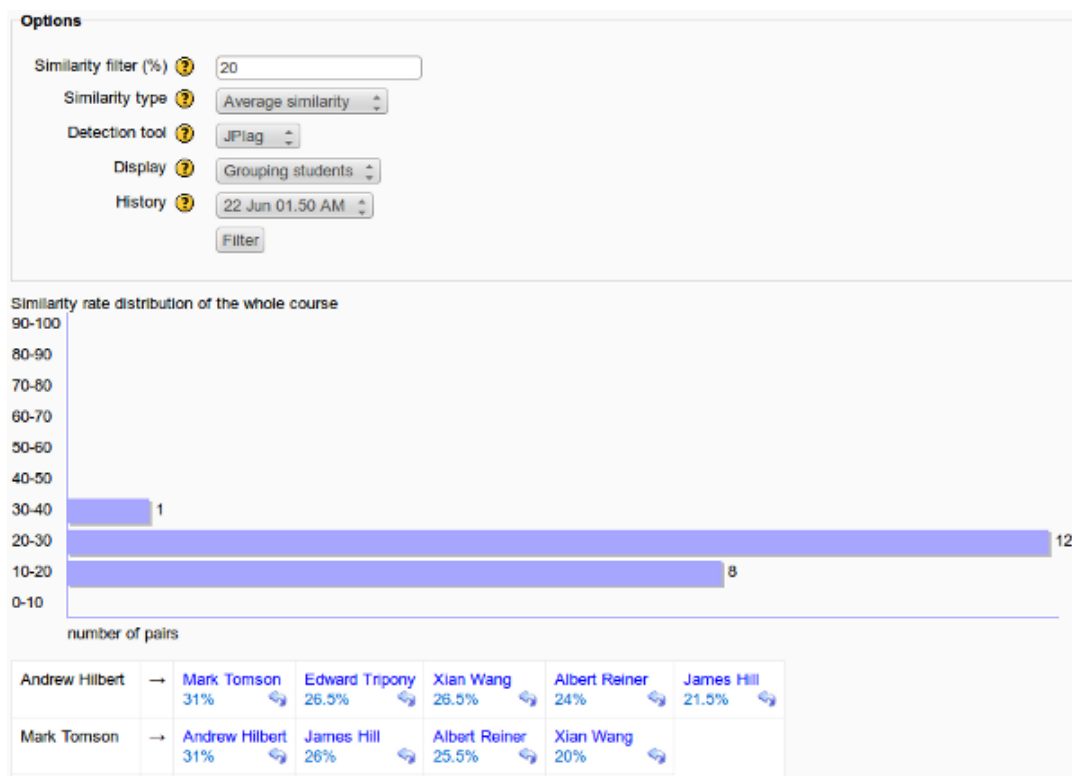 Options
Similarity filter (%) ? 20
Similarity type ? Average similarity
Detection tool ? JPlag
Display ? Grouping students
History ? 22 Jun 01.50 AM
Filter
Similarity rate distribution of the whole course
90-100
80-90
70-80
60-70
50-60
40-50
30-40 1
20-30 12
10-20 8
0-10
number of pairs
Andrew Hilbert → Mark Tomson Edward Tripony Xian Wang Albert Reiner James Hill
31% 26.5% 26.5% 24% 21.5%
Mark Tomson → Andrew Hilbert James Hill Albert Reiner Xian Wang
31% 26% 25.5% 20%